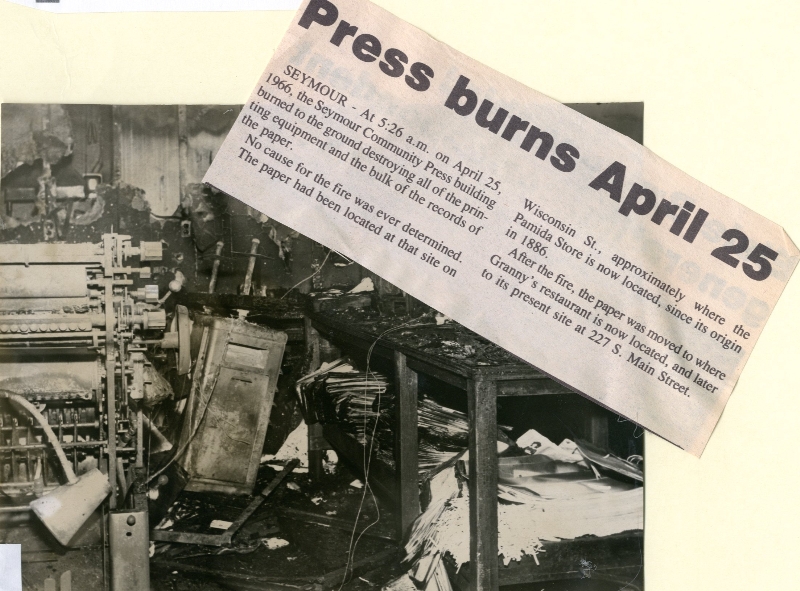 Press burns April 25
SEYMOUR - At 5:26 a.m. on April 25,
1966, the Seymour Community Press building
burned to the ground destroying all of the prin-
ting equipment and the bulk of the records of
the paper.
No cause for the fire was ever determined.
The paper had been located at that site on
Wisconsin St., approximately where the
Pamida Store is now located, since its origin
in 1886.
After the fire, the paper was moved to where
Granny's restaurant is now located, and later
to its present site at 227 S. Main Street.